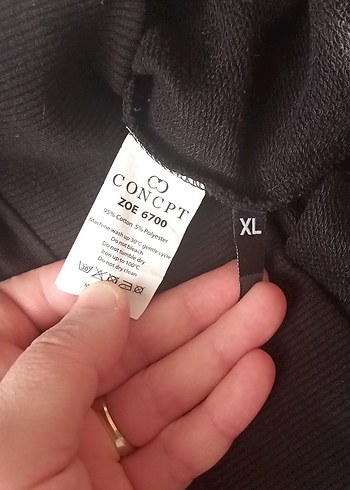 CONCPT
ZOE 6700
95% Cotton 5% Polyester
Machine wash up 30°C gentle cycle
Do not bleach
Do not tumble dry
Iron up to 100°C
Do not dry clean
30
XL